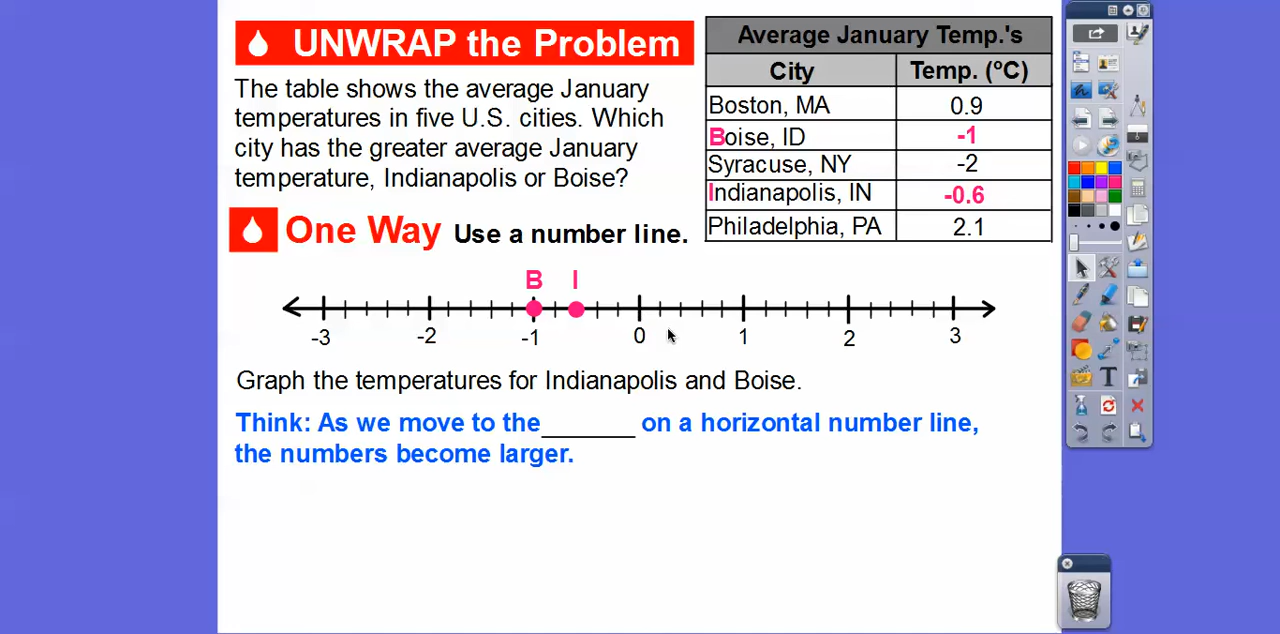 UNWRAP the Problem
The table shows the average January
temperatures in five U.S. cities. Which
city has the greater average January
temperature, Indianapolis or Boise?
Average January Temp.'s
City Temp. (ºC)
Boston, MA 0.9
Boise, ID -1
Syracuse, NY -2
Indianapolis, IN -0.6
Philadelphia, PA 2.1
One Way Use a number line.
B I
-3 -2 -1 0 1 2 3
Graph the temperatures for Indianapolis and Boise.
Think: As we move to the_______ on a horizontal number line,
the numbers become larger.
T